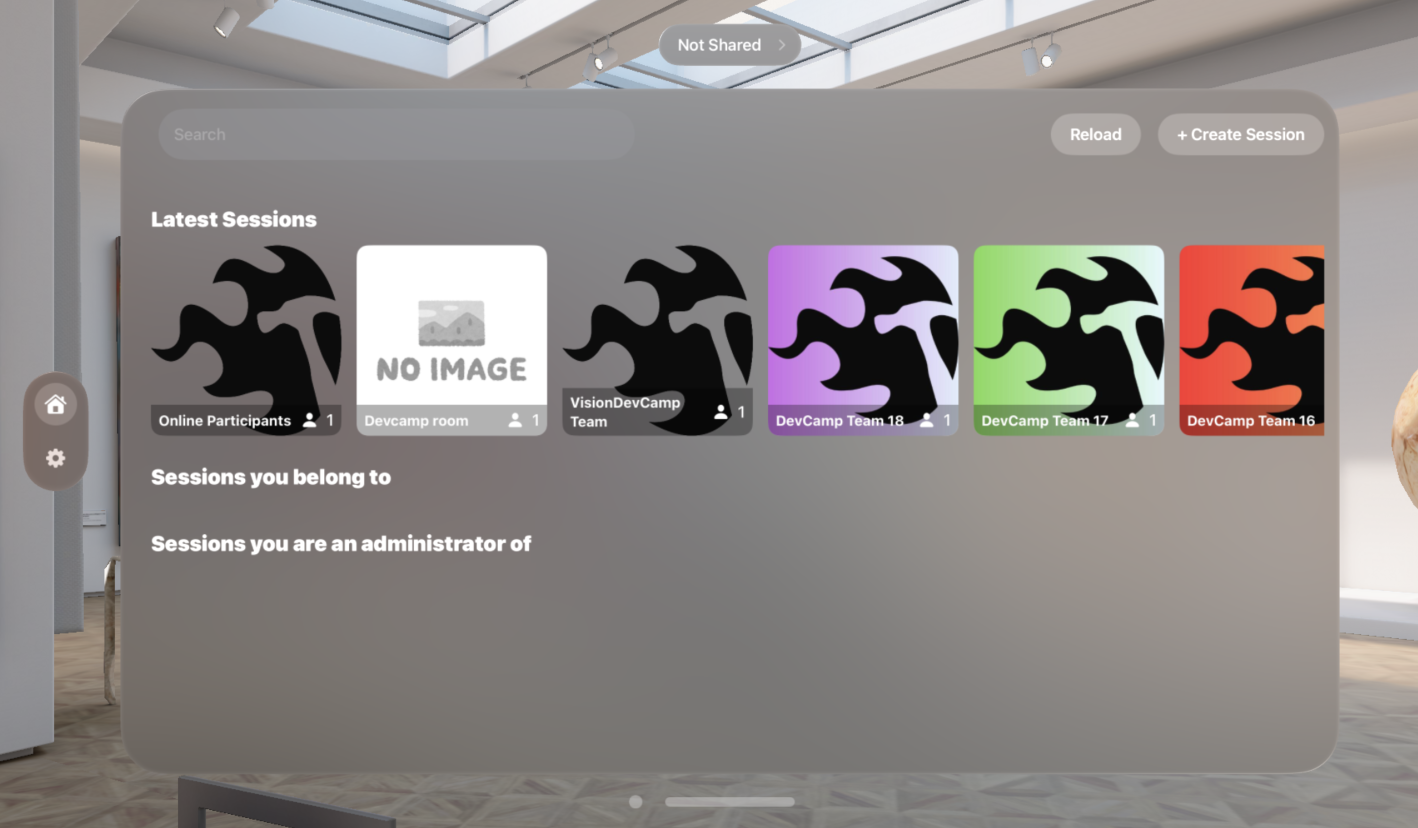 Not Shared
Search
Reload
+ Create Session
Latest Sessions
Online Participants 1
NO IMAGE
Devcamp room 1
VisionDevCamp
Team 1
DevCamp Team 18 1
DevCamp Team 17 1
DevCamp Team 16
Sessions you belong to
Sessions you are an administrator of